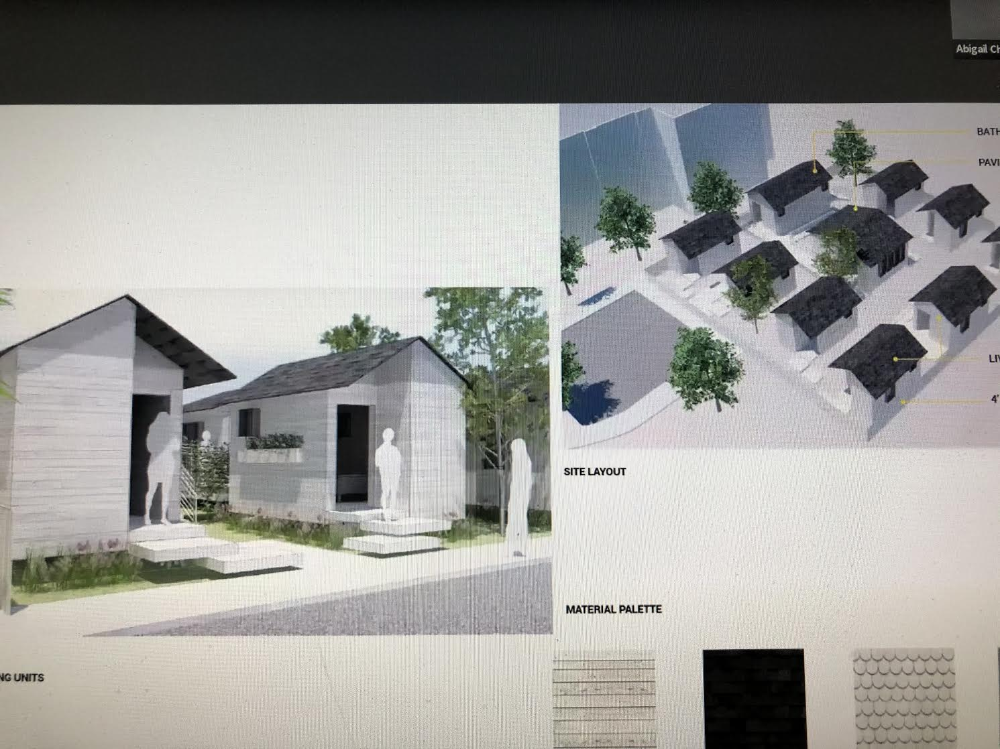 Abigail Ch
BATH
PAVI
LIV
4'
SITE LAYOUT
MATERIAL PALETTE
NG UNITS